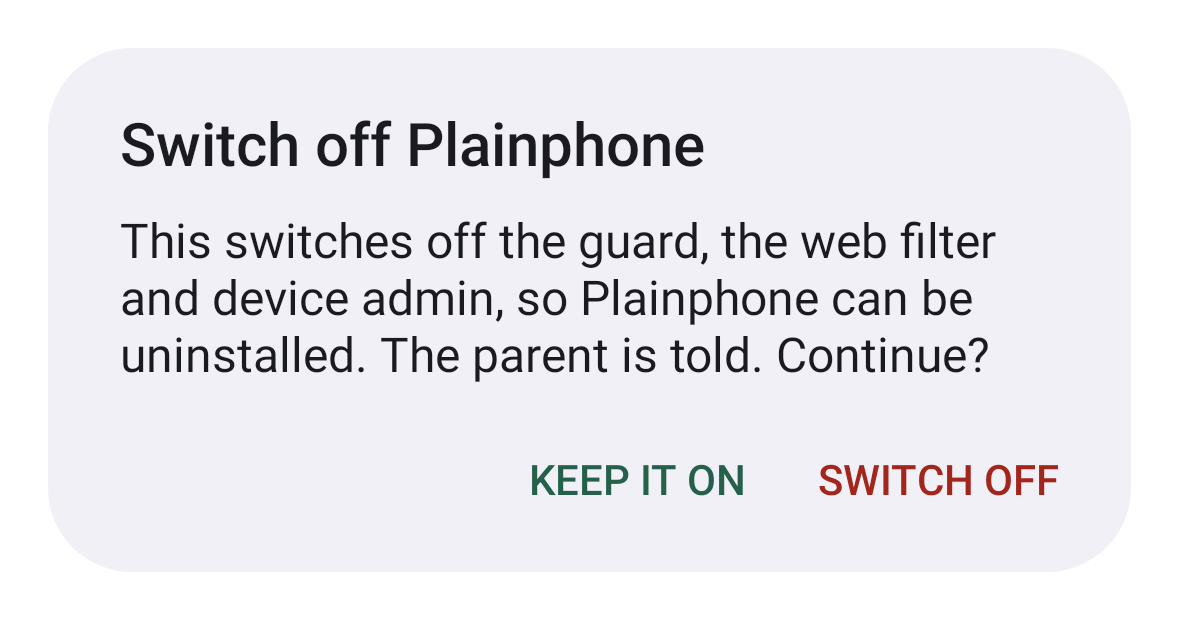 Switch off Plainphone
This switches off the guard, the web filter
and device admin, so Plainphone can be
uninstalled. The parent is told. Continue?
KEEP IT ON SWITCH OFF